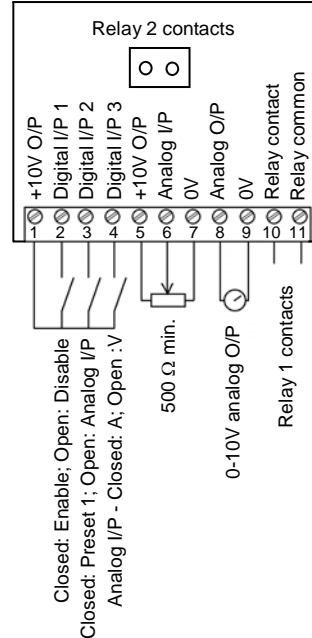 Relay 2 contacts
+10V O/P
Digital I/P 1
Digital I/P 2
Digital I/P 3
+10V O/P
Analog I/P
0V
Analog O/P
0V
Relay contact
Relay common
1
2
3
4
5
6
7
8
9
10
11
Closed: Enable; Open: Disable
Closed: Preset 1; Open: Analog I/P
Analog I/P - Closed: A; Open :V
500 Ω min.
0-10V analog O/P
Relay 1 contacts